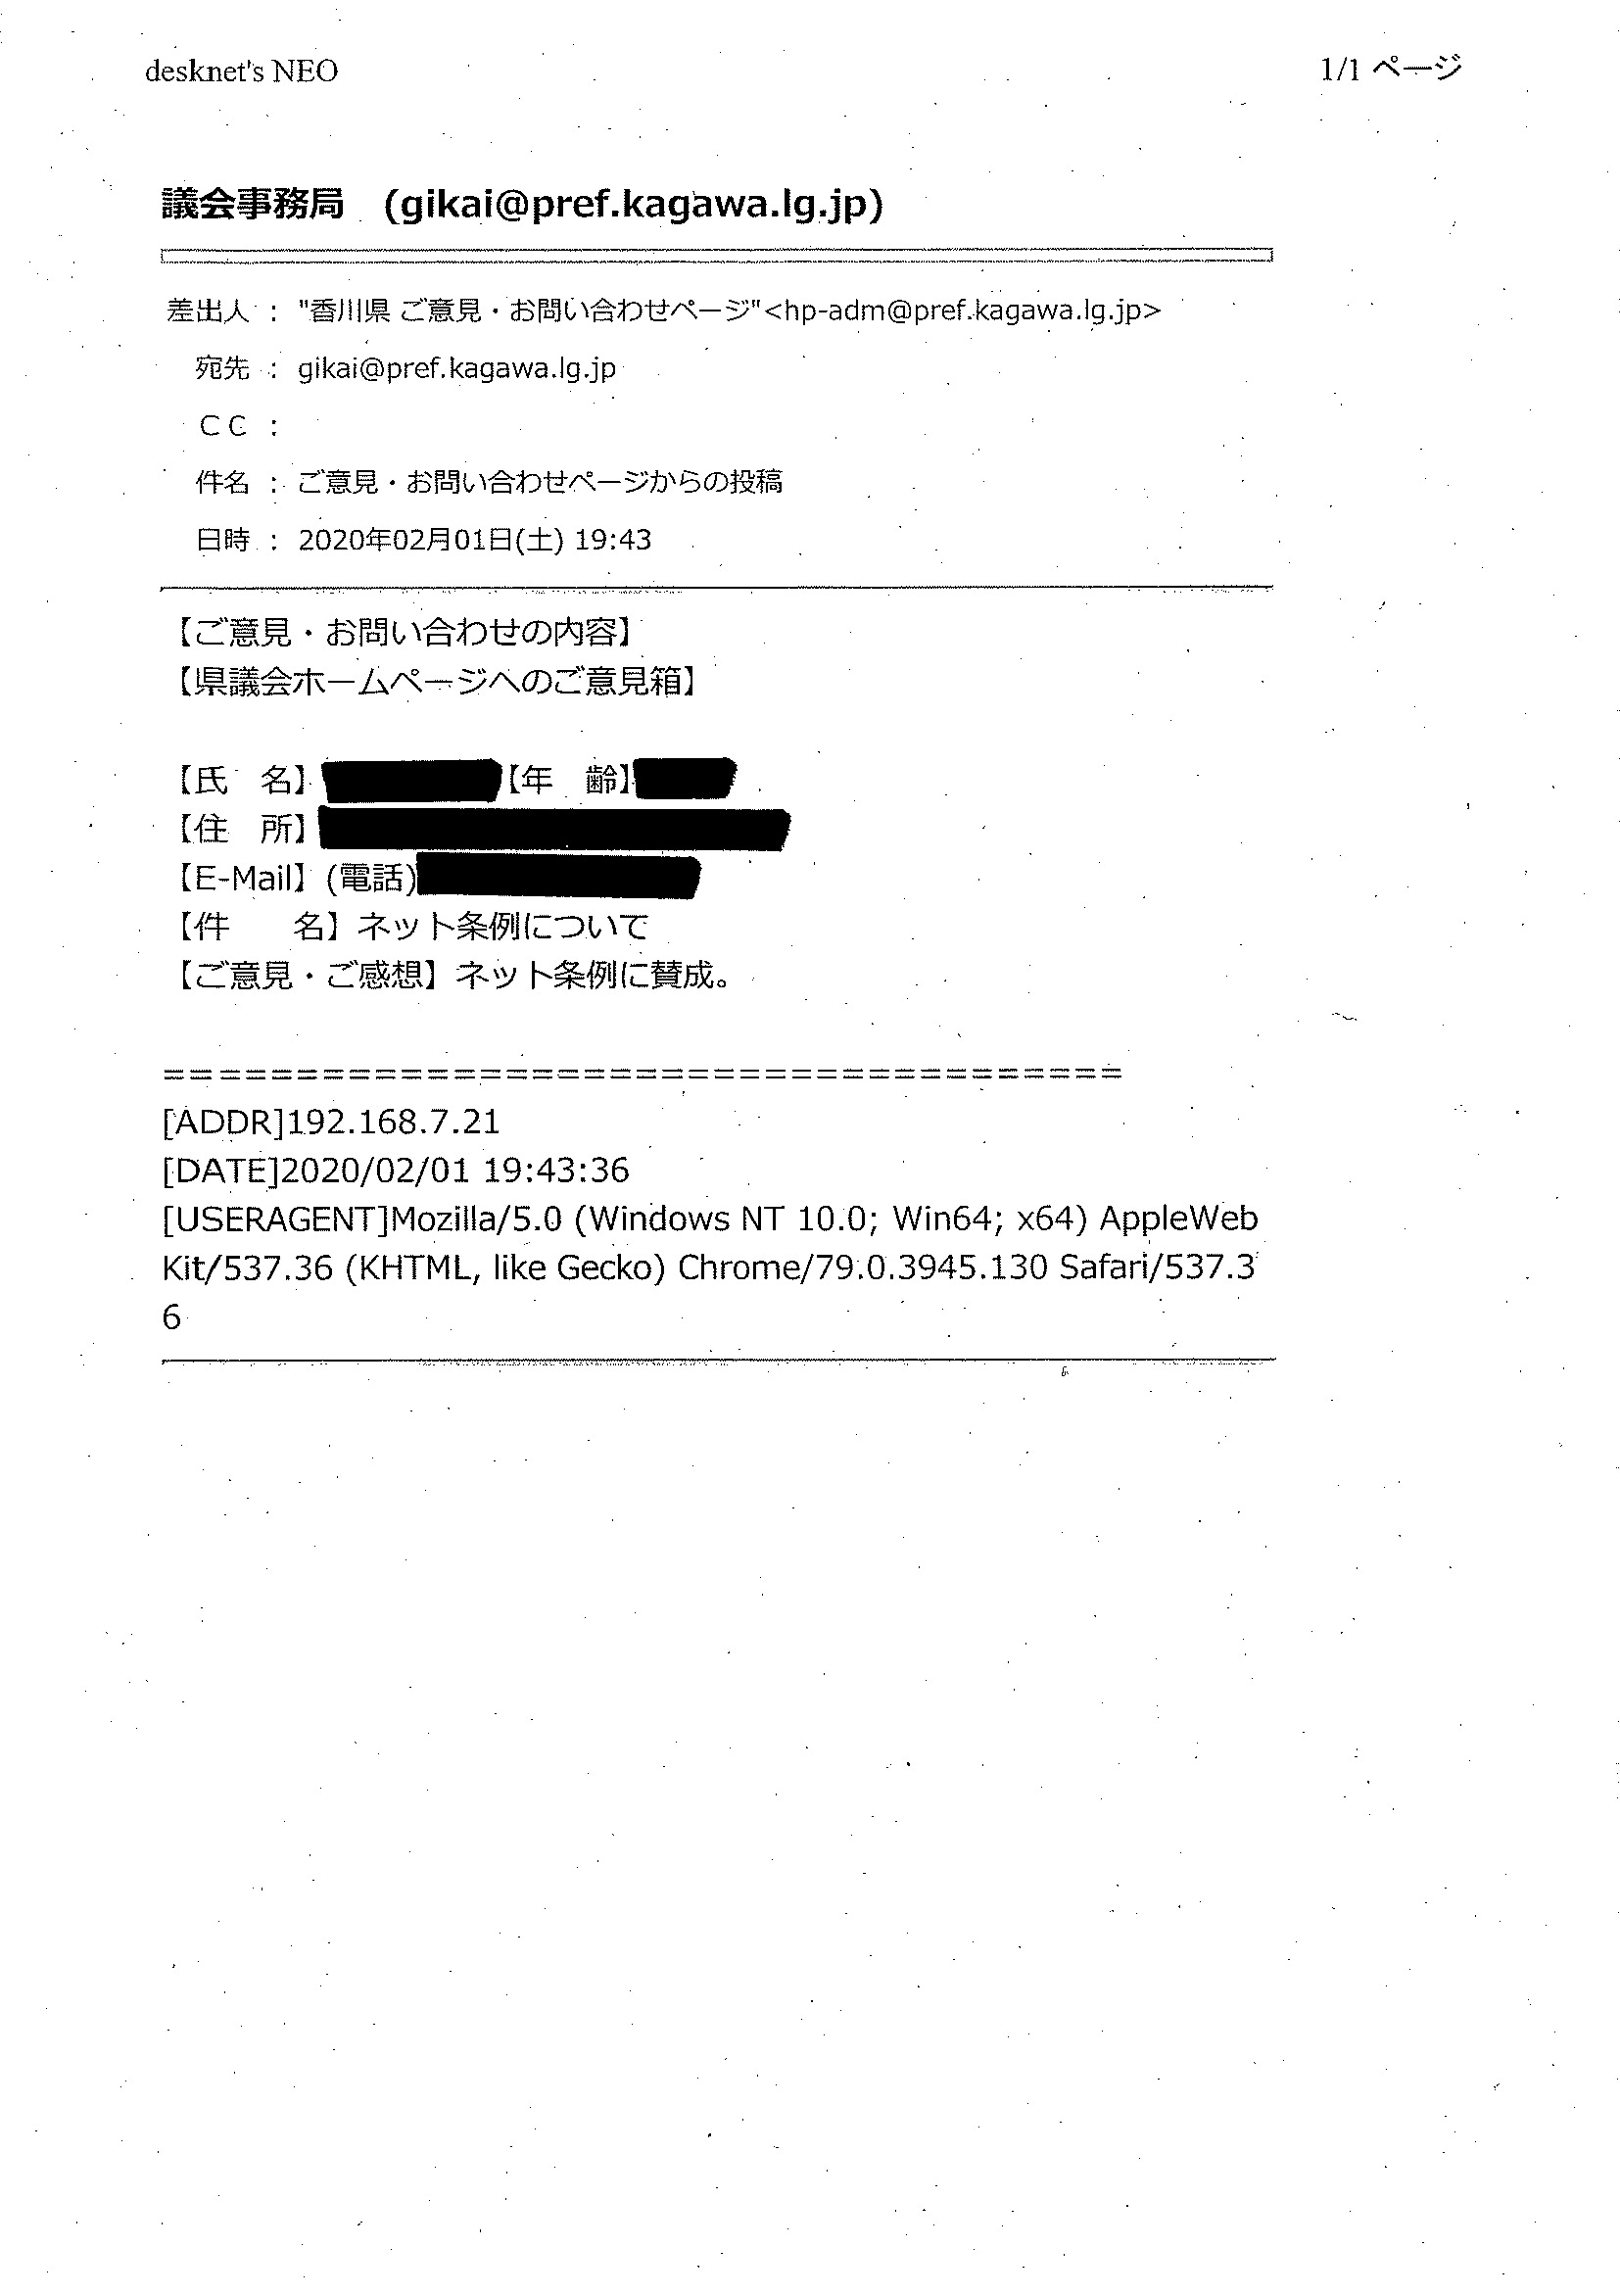 desknet's NEO
1/1 ページ
議会事務局 (gikai@pref.kagawa.lg.jp)
差出人 : "香川県 ご意見・お問い合わせページ"<hp-adm@pref.kagawa.lg.jp>
宛先 : gikai@pref.kagawa.lg.jp
CC :
件名 : ご意見・お問い合わせページからの投稿
日時 : 2020年02月01日(土) 19:43
【ご意見・お問い合わせの内容】
【県議会ホームページへのご意見箱】
【氏　名】【年　齢】
【住　所】
【E-Mail】(電話)
【件　　名】ネット条例について
【ご意見・ご感想】ネット条例に賛成。
=====================================
[ADDR]192.168.7.21
[DATE]2020/02/01 19:43:36
[USERAGENT]Mozilla/5.0 (Windows NT 10.0; Win64; x64) AppleWeb
Kit/537.36 (KHTML, like Gecko) Chrome/79.0.3945.130 Safari/537.3
6